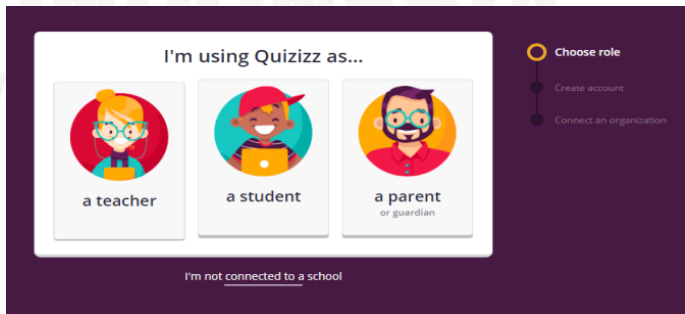 I'm using Quizizz as...
a teacher
a student
a parent
or guardian
I'm not connected to a school
Choose role
Create account
Connect an organization